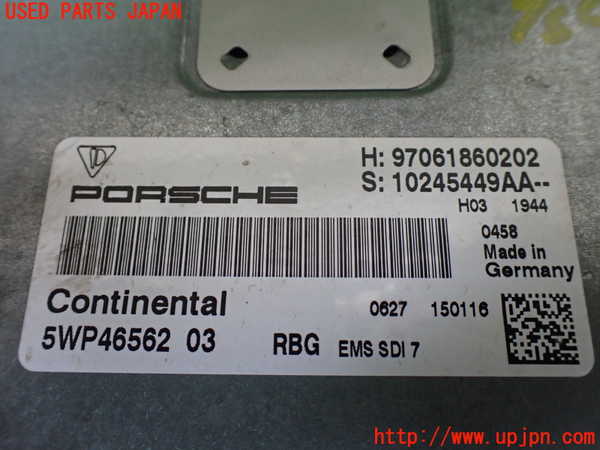 USED PARTS JAPAN
H: 97061860202
PORSCHE
S: 10245449AA--
H03 1944
0458
Made in
Germany
Continental
0627 150116
5WP46562 03
RBG EMS SDI 7
UPJ http://www.upjpn.com/